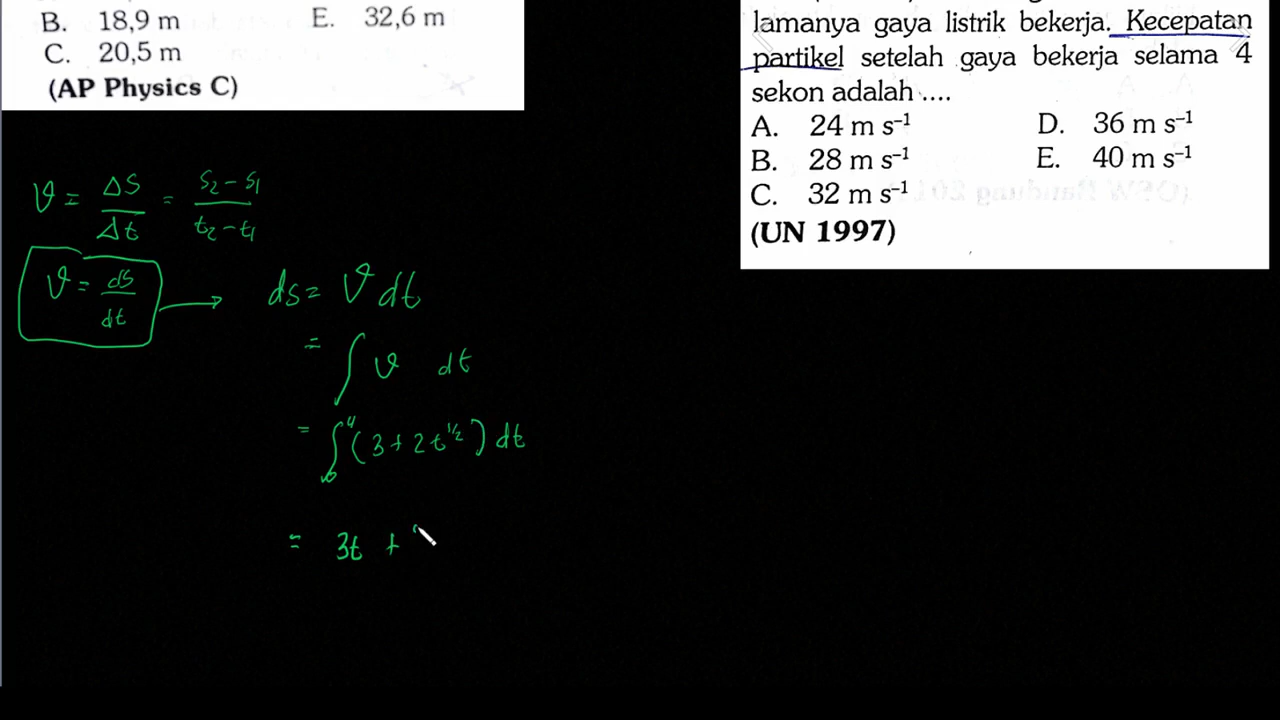 B. 18,9 m E. 32,6 m
C. 20,5 m
(AP Physics C)
lamanya gaya listrik bekerja. Kecepatan
partikel setelah gaya bekerja selama 4
sekon adalah ....
A. 24 m s⁻¹ D. 36 m s⁻¹
B. 28 m s⁻¹ E. 40 m s⁻¹
C. 32 m s⁻¹
(UN 1997)
v = Δs/Δt = (s₂ - s₁)/(t₂ - t₁)
v = ds/dt → ds = v dt
= ∫ v dt
= ∫₀⁴ (3 + 2t^½) dt
= 3t +